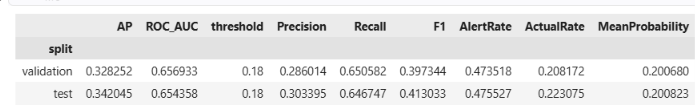 AP ROC_AUC threshold Precision Recall F1 AlertRate ActualRate MeanProbability
split
validation 0.328252 0.656933 0.18 0.286014 0.650582 0.397344 0.473518 0.208172 0.200680
test 0.342045 0.654358 0.18 0.303395 0.646747 0.413033 0.475527 0.223075 0.200823